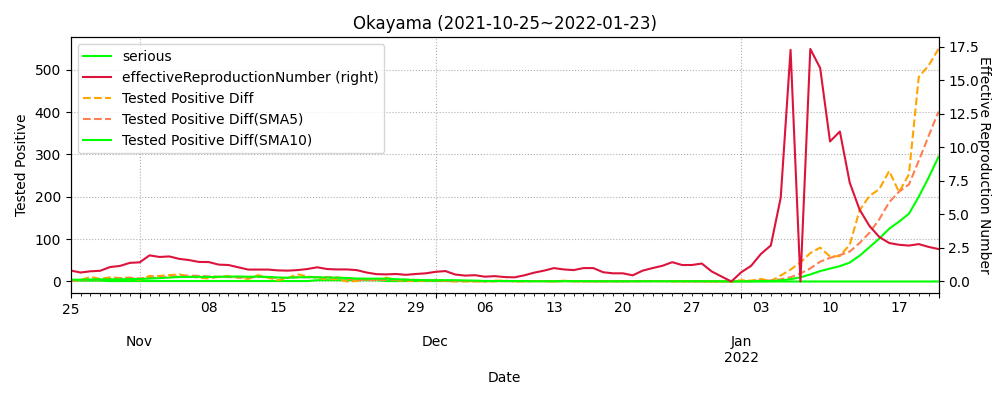 Okayama (2021-10-25~2022-01-23)
serious
effectiveReproductionNumber (right)
Tested Positive Diff
Tested Positive Diff(SMA5)
Tested Positive Diff(SMA10)
Tested Positive
500
400
300
200
100
0
Effective Reproduction Number
17.5
15.0
12.5
10.0
7.5
5.0
2.5
0.0
25 08 15 22 29 06 13 20 27 03 10 17
Nov Dec Jan
2022
Date